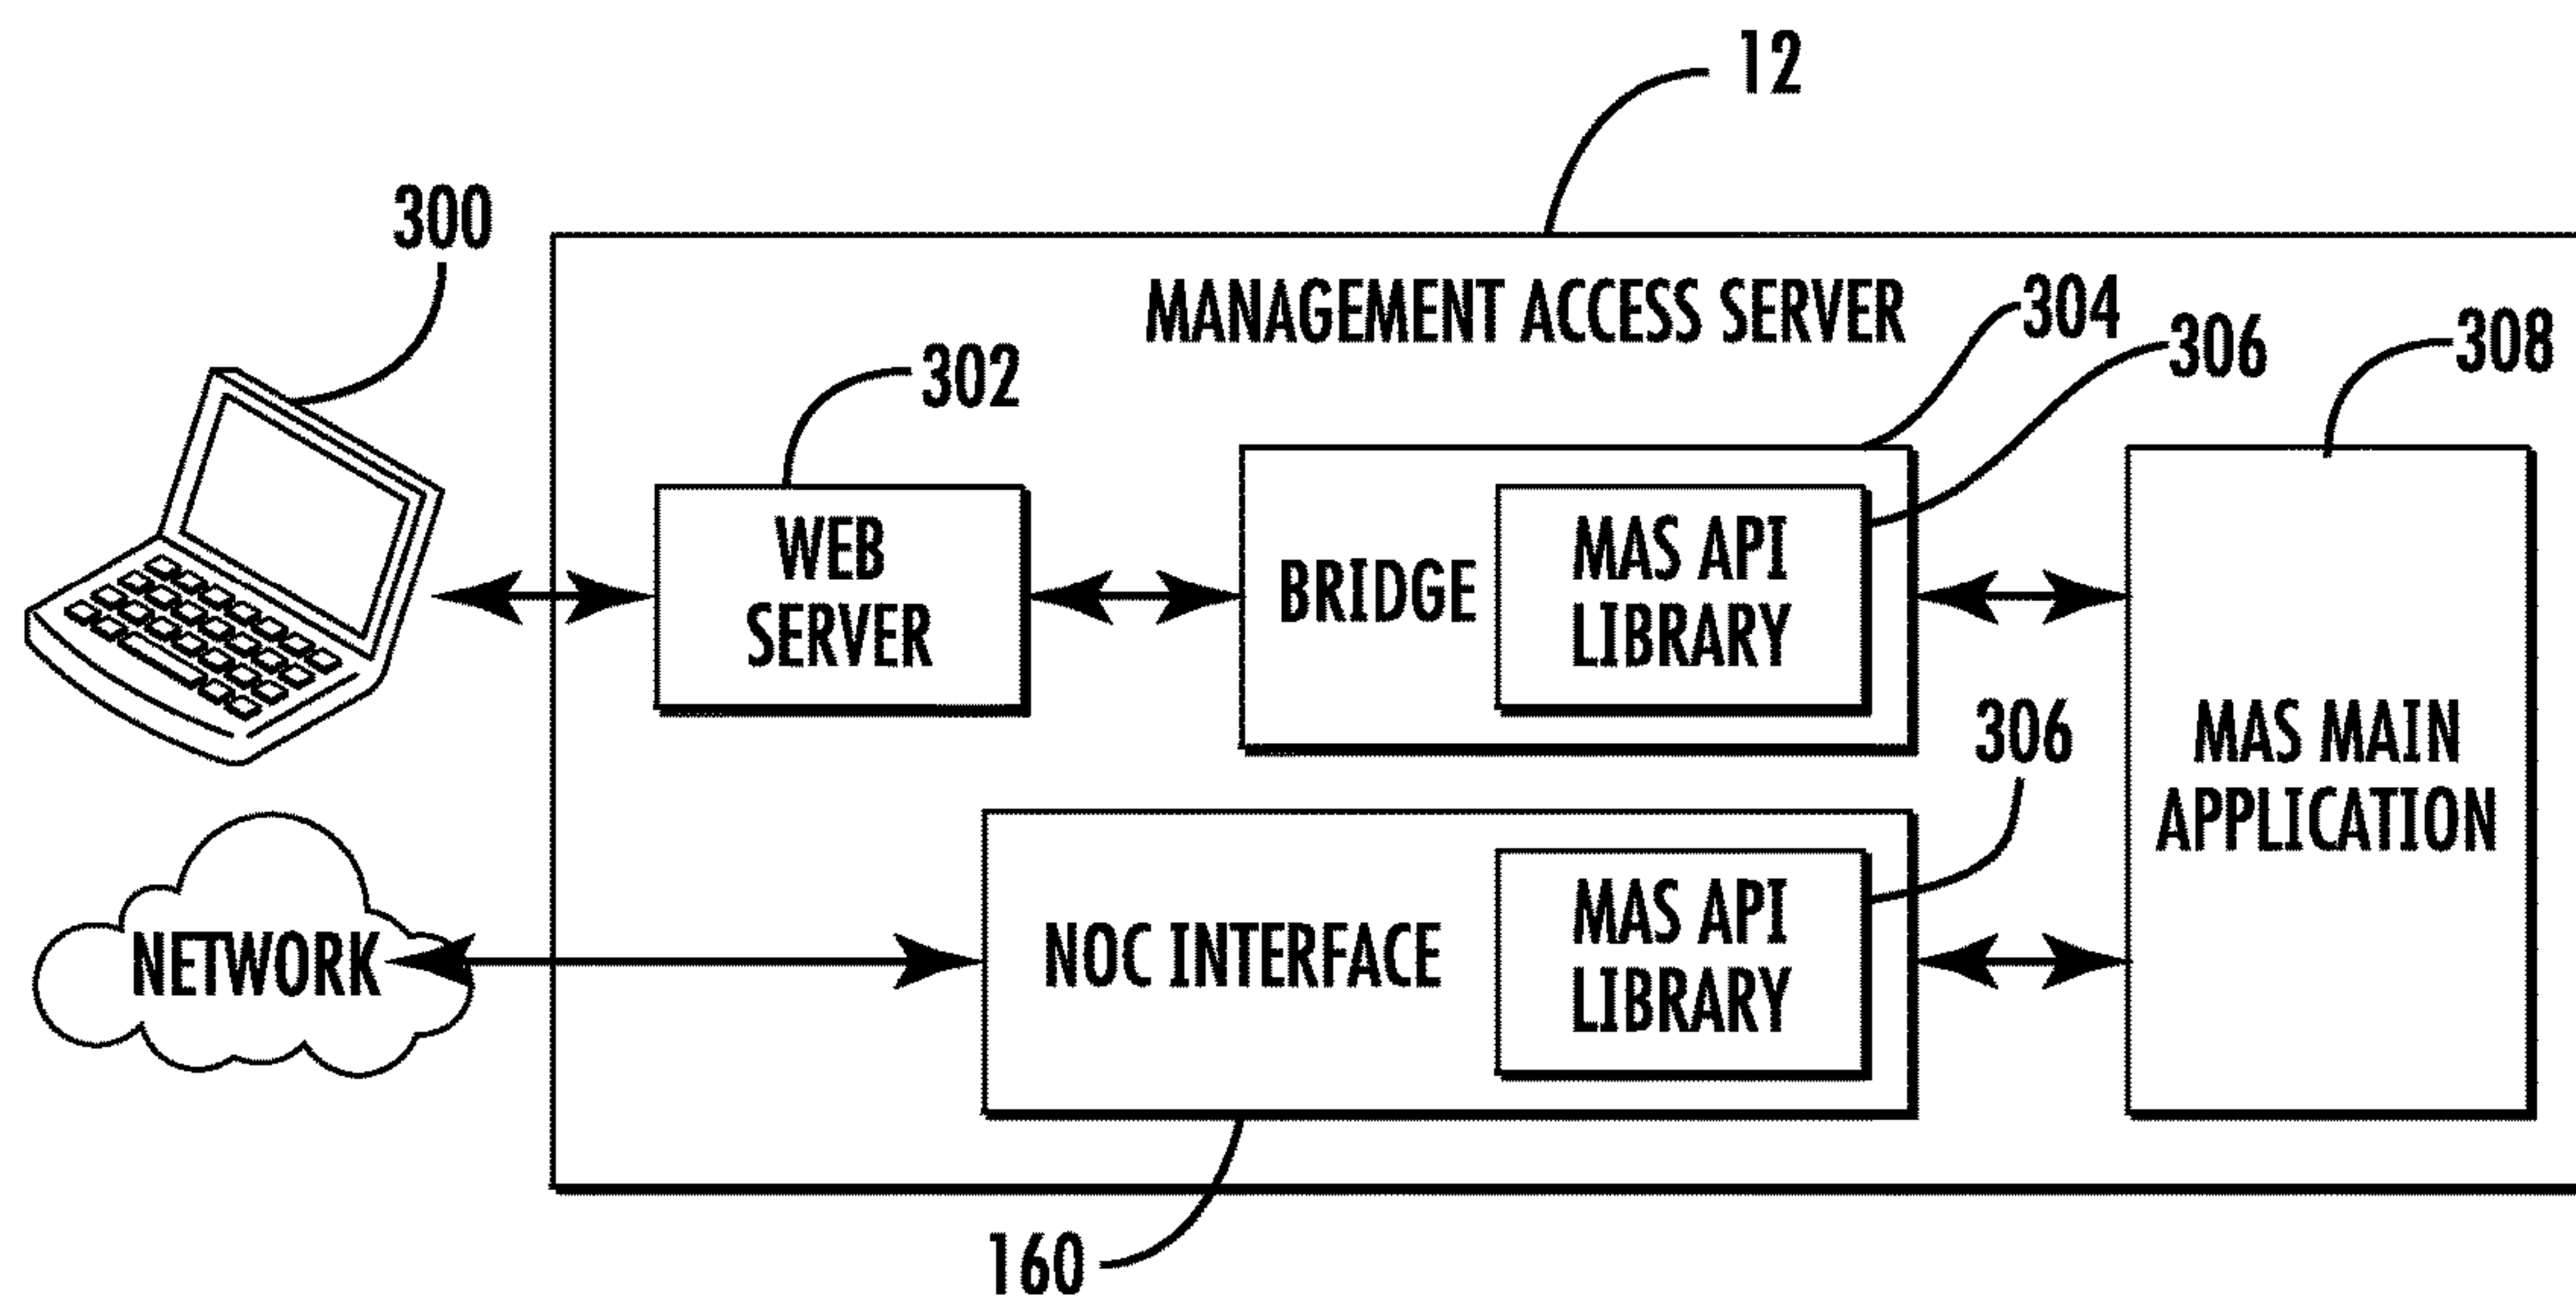 12
300
MANAGEMENT ACCESS SERVER
304
306
308
302
WEB
SERVER
BRIDGE
MAS API
LIBRARY
306
MAS MAIN
APPLICATION
NETWORK
NOC INTERFACE
MAS API
LIBRARY
160